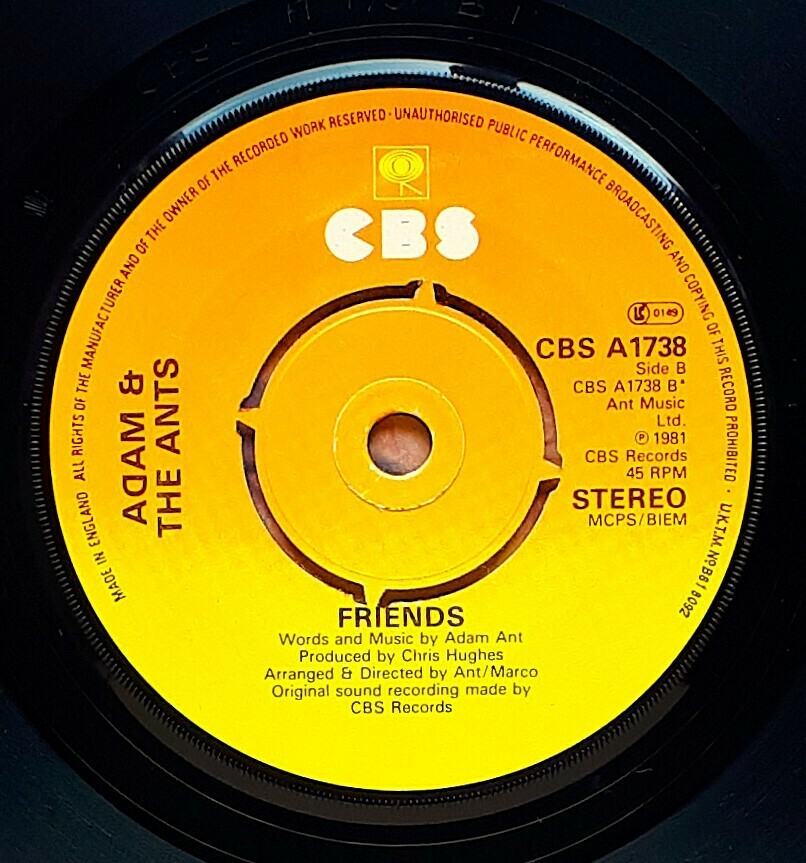 MADE IN ENGLAND ALL RIGHTS OF THE MANUFACTURER AND OF THE OWNER OF THE RECORDED WORK RESERVED · UNAUTHORISED PUBLIC PERFORMANCE BROADCASTING AND COPYING OF THIS RECORD PROHIBITED · U.K.T.M. Nº B618092
CBS
ADAM &
THE ANTS
LC 0149
CBS A1738
Side B
CBS A1738 B*
Ant Music
Ltd.
℗ 1981
CBS Records
45 RPM
STEREO
MCPS/BIEM
FRIENDS
Words and Music by Adam Ant
Produced by Chris Hughes
Arranged & Directed by Ant/Marco
Original sound recording made by
CBS Records